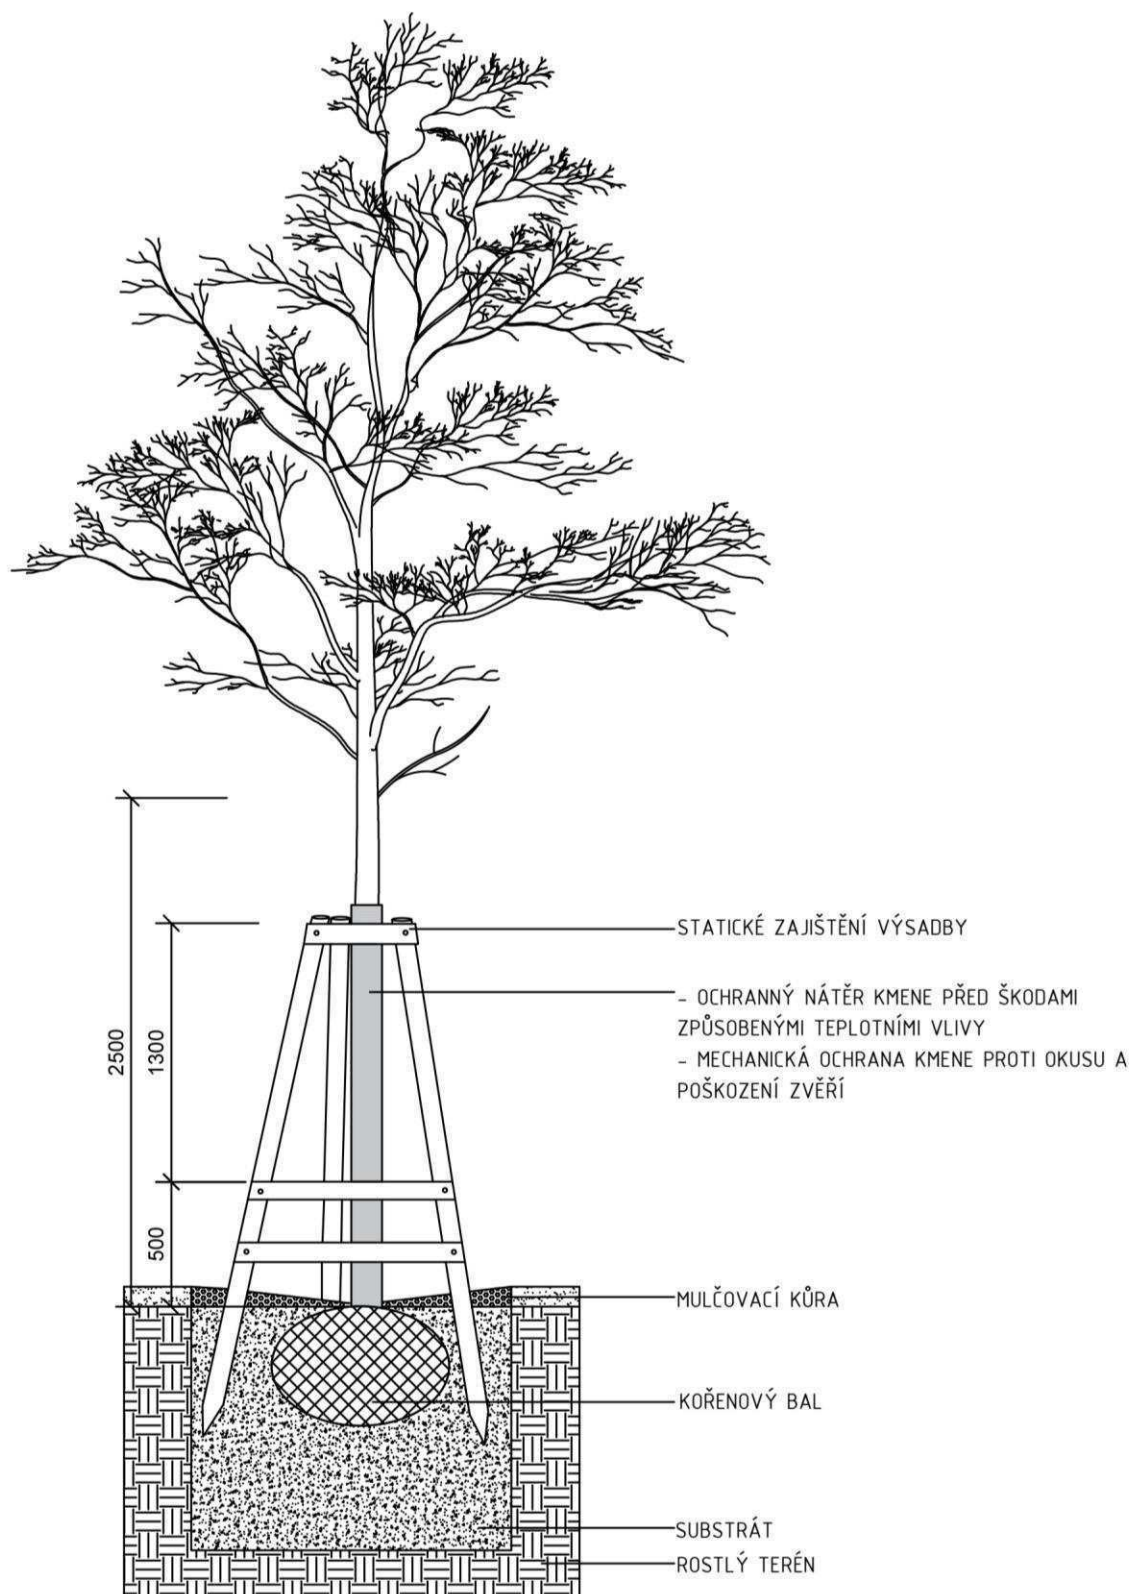 STATICKÉ ZAJIŠTĚNÍ VÝSADBY
- OCHRANNÝ NÁTĚR KMENE PŘED ŠKODAMI
ZPŮSOBENÝMI TEPLOTNÍMI VLIVY
- MECHANICKÁ OCHRANA KMENE PROTI OKUSU A
POŠKOZENÍ ZVĚŘÍ
2500
1300
500
MULČOVACÍ KŮRA
KOŘENOVÝ BAL
SUBSTRÁT
ROSTLÝ TERÉN